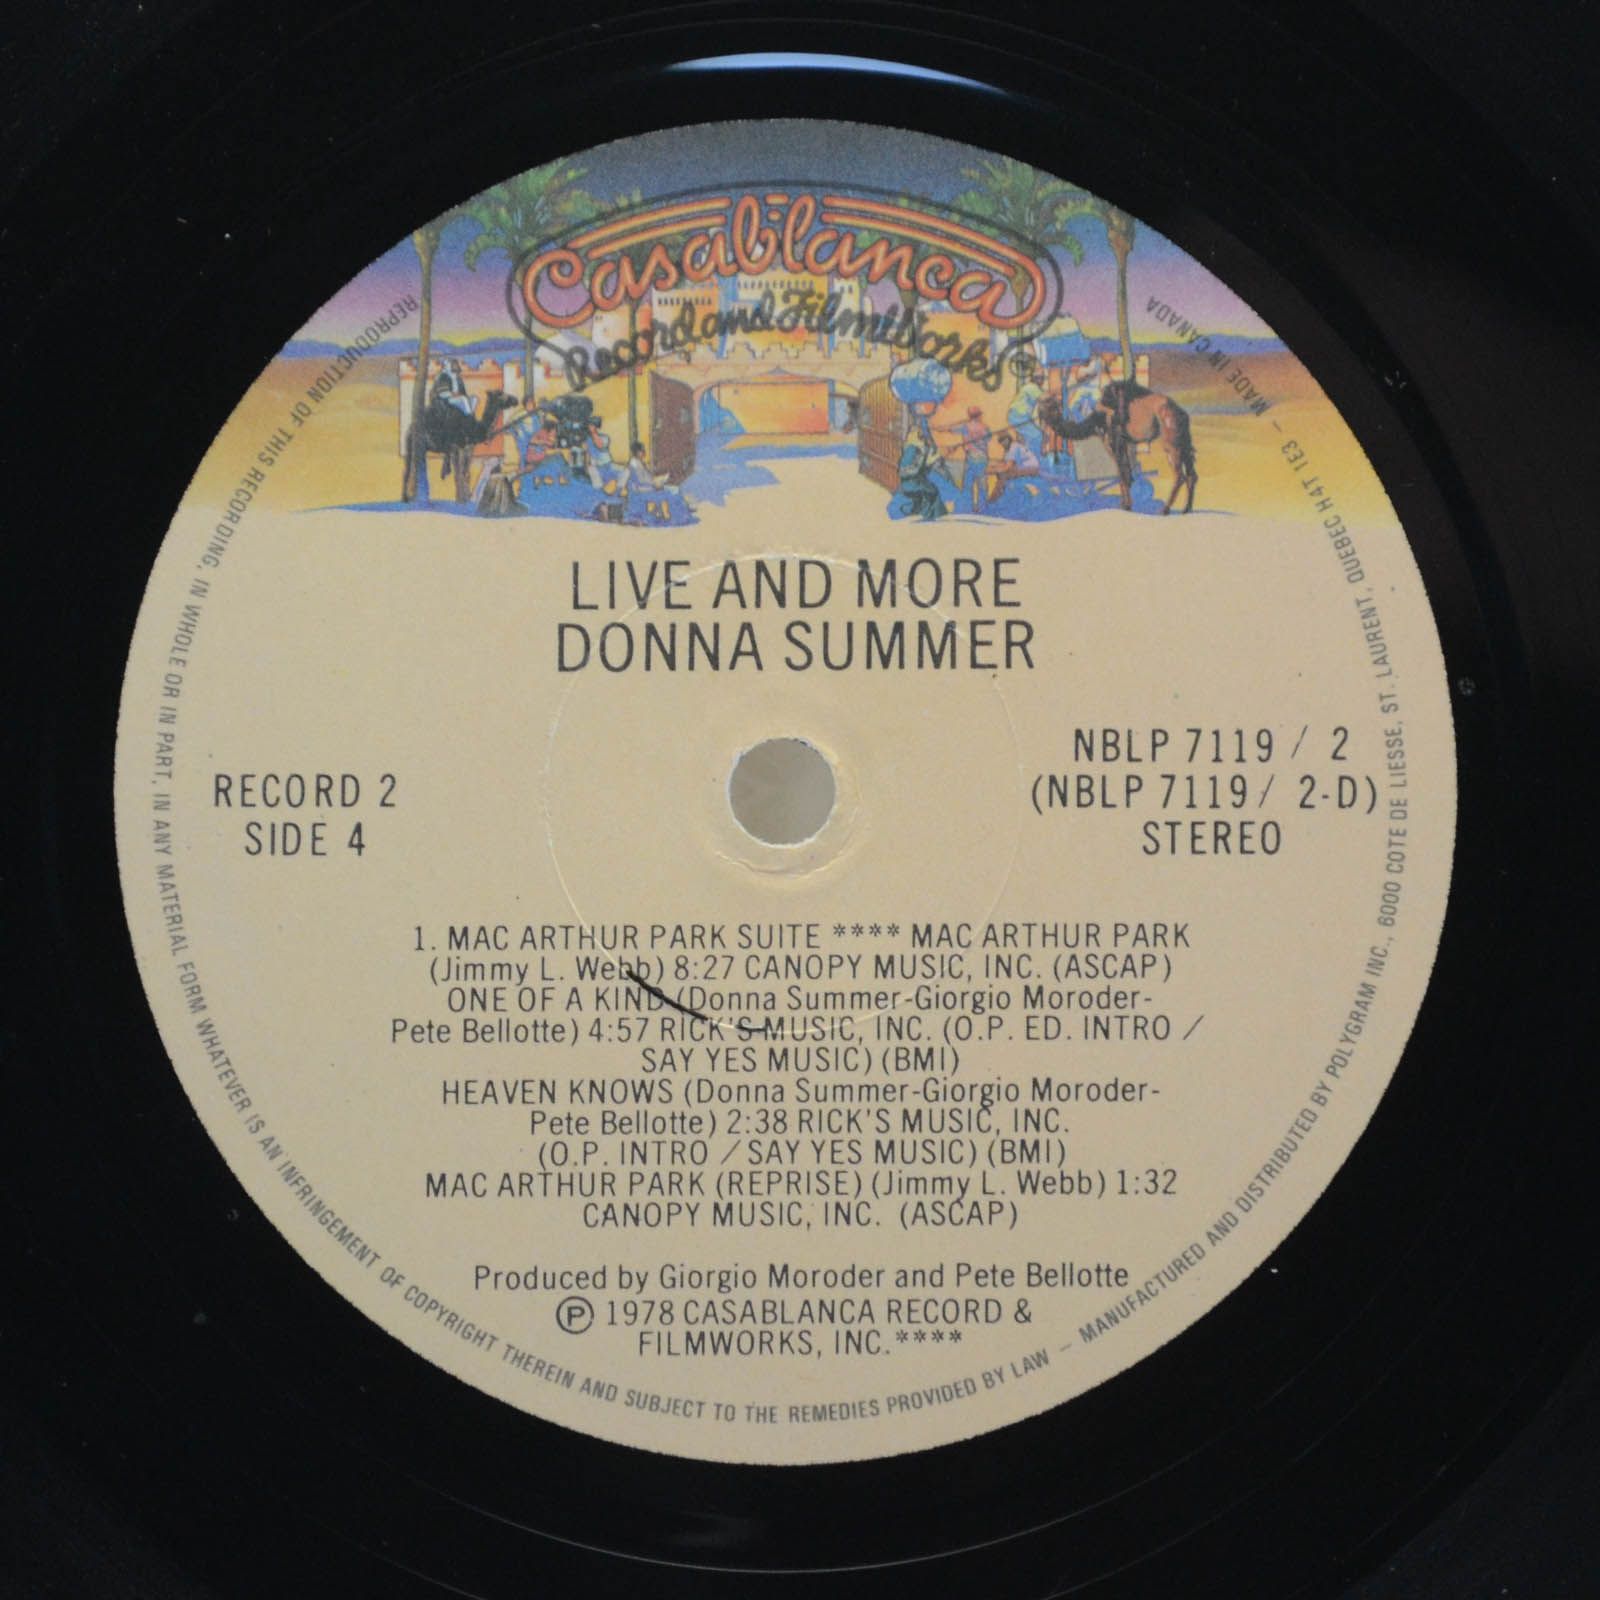 Casablanca
Record and FilmWorks ®
LIVE AND MORE
DONNA SUMMER
RECORD 2
SIDE 4
NBLP 7119 / 2
(NBLP 7119 / 2-D)
STEREO
1. MAC ARTHUR PARK SUITE **** MAC ARTHUR PARK
(Jimmy L. Webb) 8:27 CANOPY MUSIC, INC. (ASCAP)
ONE OF A KIND (Donna Summer-Giorgio Moroder-
Pete Bellotte) 4:57 RICK'S MUSIC, INC. (O.P. ED. INTRO /
SAY YES MUSIC) (BMI)
HEAVEN KNOWS (Donna Summer-Giorgio Moroder-
Pete Bellotte) 2:38 RICK'S MUSIC, INC.
(O.P. INTRO / SAY YES MUSIC) (BMI)
MAC ARTHUR PARK (REPRISE) (Jimmy L. Webb) 1:32
CANOPY MUSIC, INC. (ASCAP)
Produced by Giorgio Moroder and Pete Bellotte
℗ 1978 CASABLANCA RECORD &
FILMWORKS, INC. ****
REPRODUCTION OF THIS RECORDING, IN WHOLE OR IN PART, IN ANY MATERIAL FORM WHATEVER IS AN INFRINGEMENT OF COPYRIGHT THEREIN AND SUBJECT TO THE REMEDIES PROVIDED BY LAW — MANUFACTURED AND DISTRIBUTED BY POLYGRAM INC., 6000 COTE DE LIESSE, ST. LAURENT, QUEBEC H4T 1E3 — MADE IN CANADA